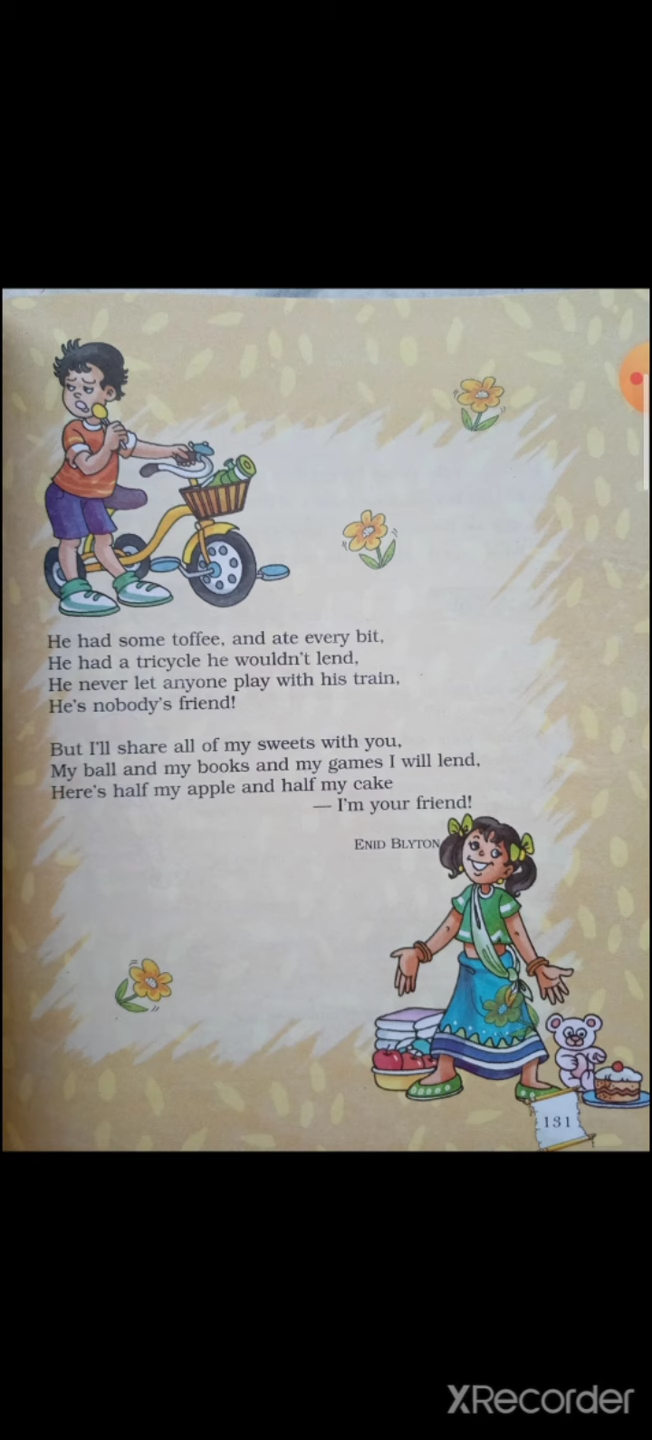 He had some toffee, and ate every bit,
He had a tricycle he wouldn't lend,
He never let anyone play with his train,
He's nobody's friend!
But I'll share all of my sweets with you,
My ball and my books and my games I will lend,
Here's half my apple and half my cake
— I'm your friend!
ENID BLYTON
131
XRecorder